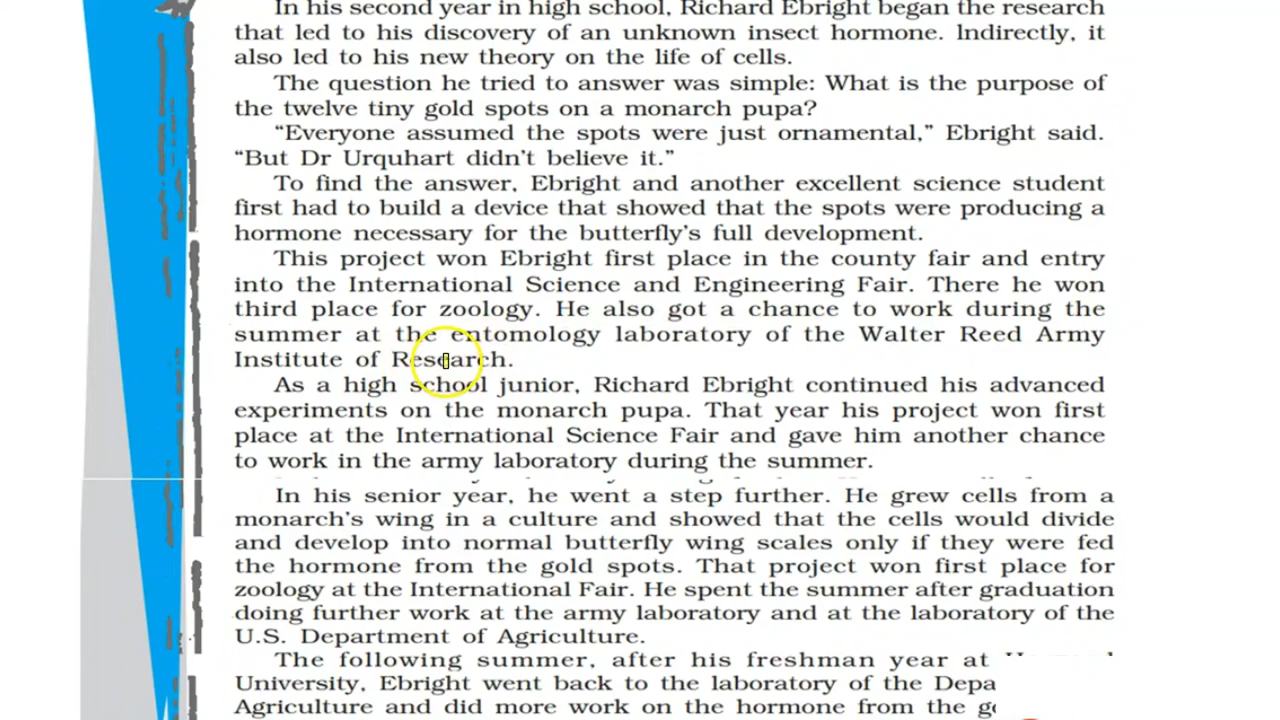 In his second year in high school, Richard Ebright began the research
that led to his discovery of an unknown insect hormone. Indirectly, it
also led to his new theory on the life of cells.
The question he tried to answer was simple: What is the purpose of
the twelve tiny gold spots on a monarch pupa?
“Everyone assumed the spots were just ornamental,” Ebright said.
“But Dr Urquhart didn’t believe it.”
To find the answer, Ebright and another excellent science student
first had to build a device that showed that the spots were producing a
hormone necessary for the butterfly’s full development.
This project won Ebright first place in the county fair and entry
into the International Science and Engineering Fair. There he won
third place for zoology. He also got a chance to work during the
summer at the entomology laboratory of the Walter Reed Army
Institute of Research.
As a high school junior, Richard Ebright continued his advanced
experiments on the monarch pupa. That year his project won first
place at the International Science Fair and gave him another chance
to work in the army laboratory during the summer.
In his senior year, he went a step further. He grew cells from a
monarch’s wing in a culture and showed that the cells would divide
and develop into normal butterfly wing scales only if they were fed
the hormone from the gold spots. That project won first place for
zoology at the International Fair. He spent the summer after graduation
doing further work at the army laboratory and at the laboratory of the
U.S. Department of Agriculture.
The following summer, after his freshman year at
University, Ebright went back to the laboratory of the Depa
Agriculture and did more work on the hormone from the